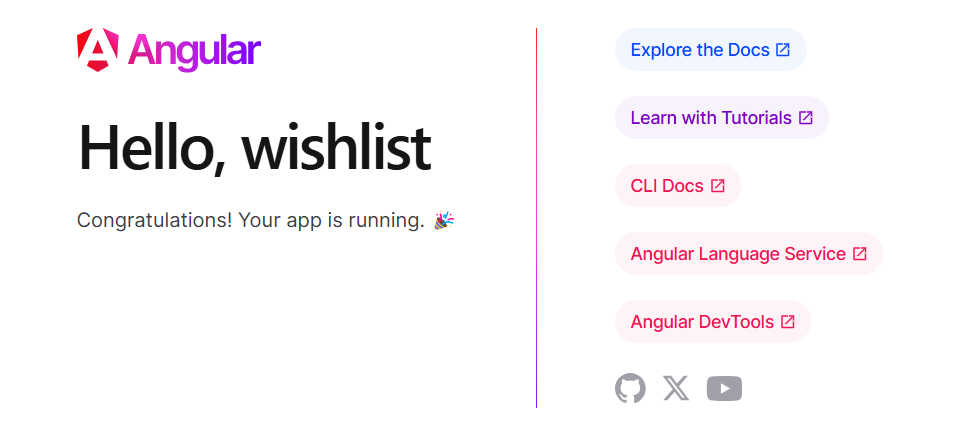 Angular
Hello, wishlist
Congratulations! Your app is running. 🎉
Explore the Docs
Learn with Tutorials
CLI Docs
Angular Language Service
Angular DevTools